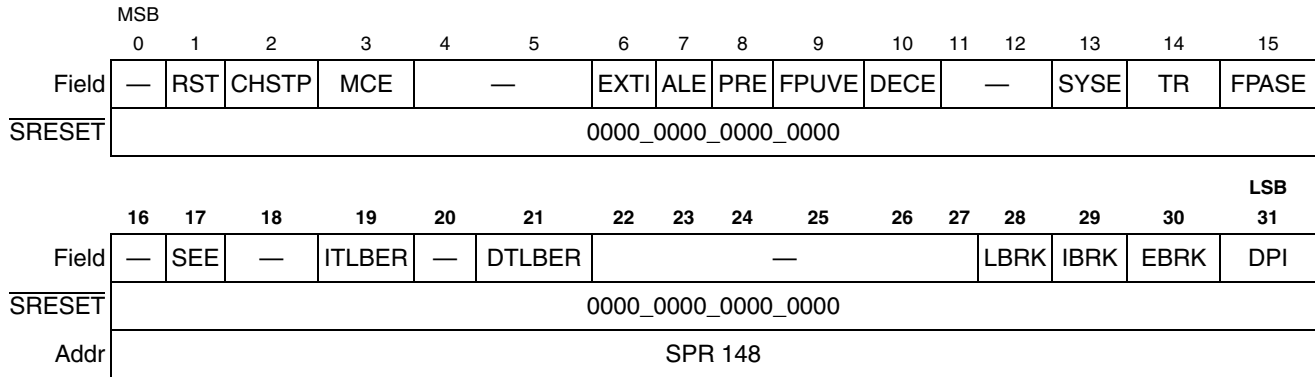 MSB
0 1 2 3 4 5 6 7 8 9 10 11 12 13 14 15
Field — RST CHSTP MCE — EXTI ALE PRE FPUVE DECE — SYSE TR FPASE
SRESET 0000_0000_0000_0000
LSB
16 17 18 19 20 21 22 23 24 25 26 27 28 29 30 31
Field — SEE — ITLBER — DTLBER — LBRK IBRK EBRK DPI
SRESET 0000_0000_0000_0000
Addr SPR 148